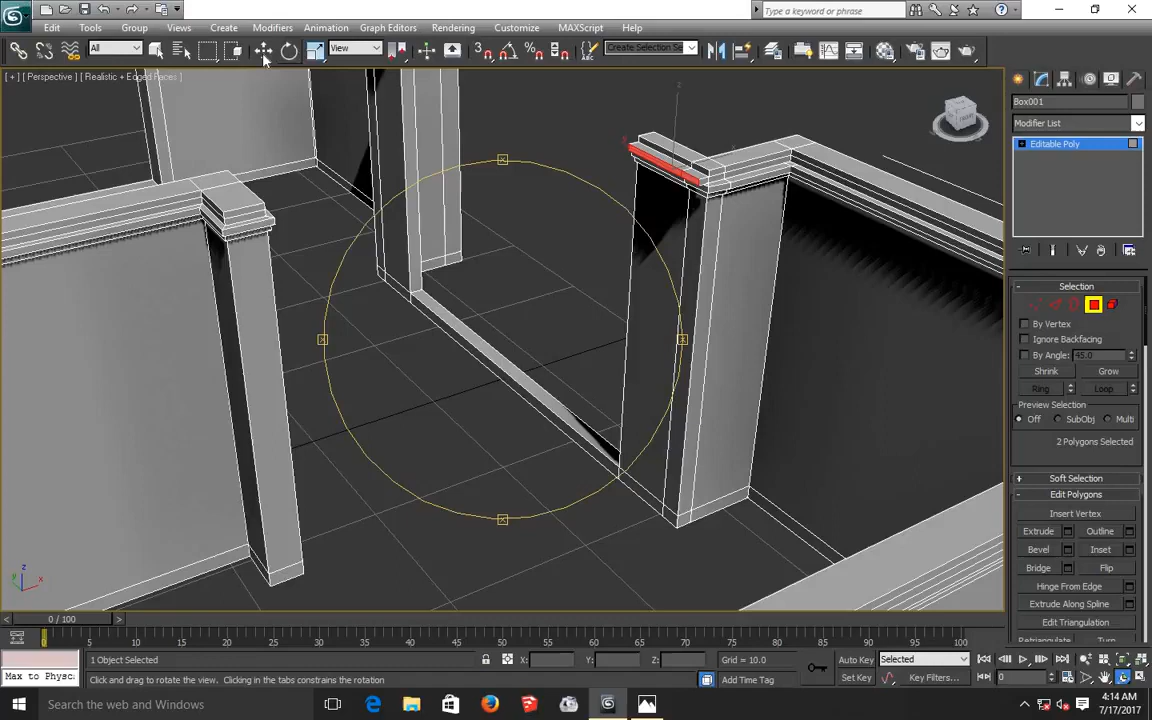 Type a keyword or phrase
Edit Tools Group Views Create Modifiers Animation Graph Editors Rendering Customize MAXScript Help
All View 3 Create Selection Se
[ + ] [ Perspective ] [ Realistic + Edged Faces ]
Box001
Modifier List
Editable Poly
- Selection
By Vertex
Ignore Backfacing
By Angle: 45.0
Shrink Grow
Ring Loop
Preview Selection
Off SubObj Multi
2 Polygons Selected
+ Soft Selection
- Edit Polygons
Insert Vertex
Extrude Outline
Bevel Inset
Bridge Flip
Hinge From Edge
Extrude Along Spline
Edit Triangulation
Retriangulate Turn
z
x
z
y
x
< 0 / 100 >
0 5 10 15 20 25 30 35 40 45 50 55 60 65 70 75 80 85 90 95 100
1 Object Selected X: Y: Z: Grid = 10.0 Auto Key Selected
Max to Physc Click and drag to rotate the view. Clicking in the tabs constrains the rotation Add Time Tag Set Key Key Filters... 0
Search the web and Windows
4:14 AM
7/17/2017